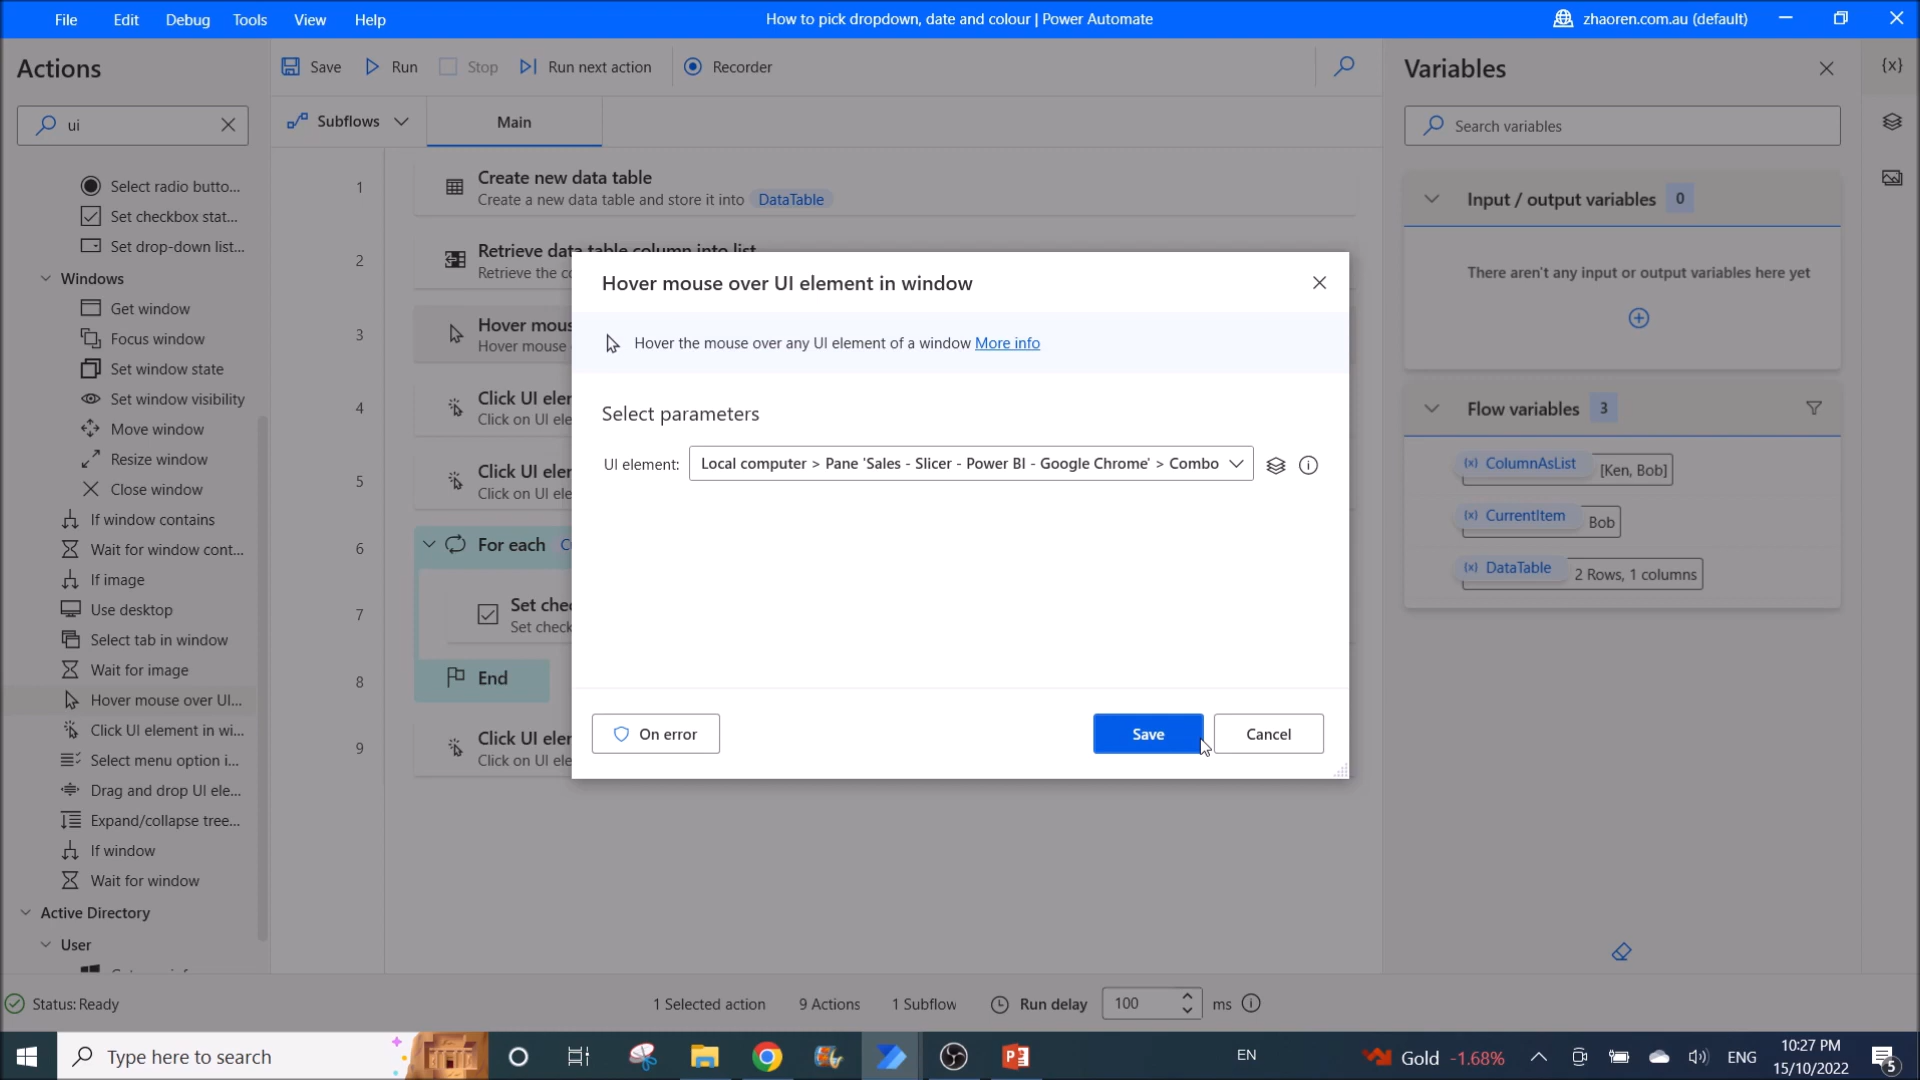 File Edit Debug Tools View Help
How to pick dropdown, date and colour | Power Automate
zhaoren.com.au (default)
Actions
ui
Select radio butto...
Set checkbox stat...
Set drop-down list...
Windows
Get window
Focus window
Set window state
Set window visibility
Move window
Resize window
Close window
If window contains
Wait for window cont...
If image
Use desktop
Select tab in window
Wait for image
Hover mouse over UI...
Click UI element in wi...
Select menu option i...
Drag and drop UI ele...
Expand/collapse tree...
If window
Wait for window
Active Directory
User
Save Run Stop Run next action Recorder
Subflows Main
1 Create new data table
Create a new data table and store it into DataTable
2 Retrieve data table column into list
Retrieve the co
3 Hover mous
Hover mouse
4 Click UI eler
Click on UI ele
5 Click UI eler
Click on UI ele
6 For each
7 Set chec
Set check
8 End
9 Click UI eler
Click on UI ele
Hover mouse over UI element in window
Hover the mouse over any UI element of a window More info
Select parameters
UI element: Local computer > Pane 'Sales - Slicer - Power BI - Google Chrome' > Combo
On error Save Cancel
Variables
{x}
Search variables
Input / output variables 0
There aren't any input or output variables here yet
Flow variables 3
(x) ColumnAsList [Ken, Bob]
(x) CurrentItem Bob
(x) DataTable 2 Rows, 1 columns
Status: Ready 1 Selected action 9 Actions 1 Subflow Run delay 100 ms
Type here to search
EN
Gold -1.68%
ENG
10:27 PM
15/10/2022
5